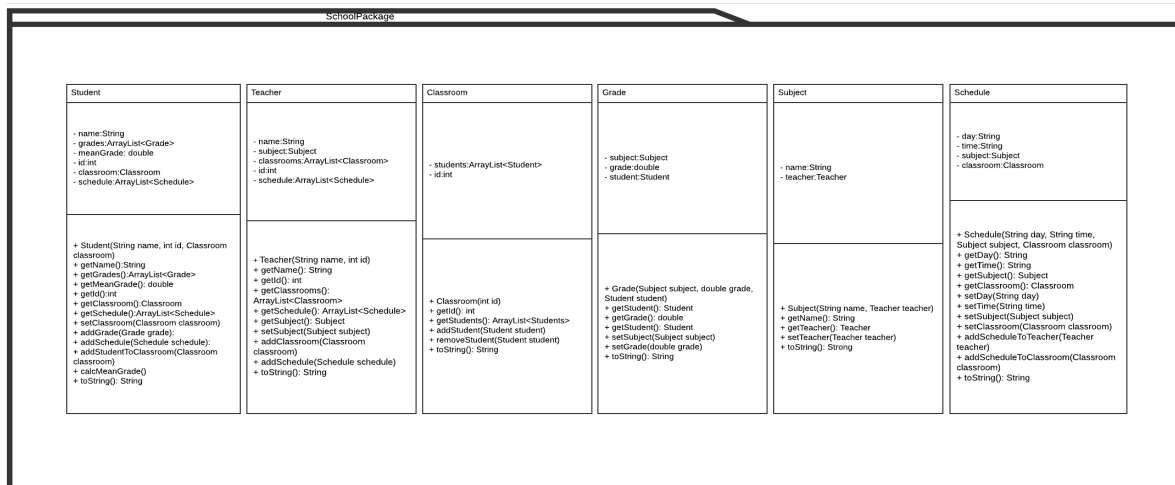 SchoolPackage
Student
- name:String
- grades:ArrayList<Grade>
- meanGrade: double
- id:int
- classroom:Classroom
- schedule:ArrayList<Schedule>
+ Student(String name, int id, Classroom
classroom)
+ getName():String
+ getGrades():ArrayList<Grade>
+ getMeanGrade(): double
+ getId():int
+ getClassroom():Classroom
+ getSchedule():ArrayList<Schedule>
+ setClassroom(Classroom classroom)
+ addGrade(Grade grade):
+ addSchedule(Schedule schedule):
+ addStudentToClassroom(Classroom
classroom)
+ calcMeanGrade()
+ toString(): String
Teacher
- name:String
- subject:Subject
- classrooms:ArrayList<Classroom>
- id:int
- schedule:ArrayList<Schedule>
+ Teacher(String name, int id)
+ getName(): String
+ getId(): int
+ getClassrooms():
ArrayList<Classroom>
+ getSchedule(): ArrayList<Schedule>
+ getSubject(): Subject
+ setSubject(Subject subject)
+ addClassroom(Classroom
classroom)
+ addSchedule(Schedule schedule)
+ toString(): String
Classroom
- students:ArrayList<Student>
- id:int
+ Classroom(int id)
+ getId(): int
+ getStudents(): ArrayList<Students>
+ addStudent(Student student)
+ removeStudent(Student student)
+ toString(): String
Grade
- subject:Subject
- grade:double
- student:Student
+ Grade(Subject subject, double grade,
Student student)
+ getStudent(): Student
+ getGrade(): double
+ getStudent(): Student
+ setSubject(Subject subject)
+ setGrade(double grade)
+ toString(): String
Subject
- name:String
- teacher:Teacher
+ Subject(String name, Teacher teacher)
+ getName(): String
+ getTeacher(): Teacher
+ setTeacher(Teacher teacher)
+ toString(): Strong
Schedule
- day:String
- time:String
- subject:Subject
- classroom:Classroom
+ Schedule(String day, String time,
Subject subject, Classroom classroom)
+ getDay(): String
+ getTime(): String
+ getSubject(): Subject
+ getClassroom(): Classroom
+ setDay(String day)
+ setTime(String time)
+ setSubject(Subject subject)
+ setClassroom(Classroom classroom)
+ addScheduleToTeacher(Teacher
teacher)
+ addScheduleToClassroom(Classroom
classroom)
+ toString(): String